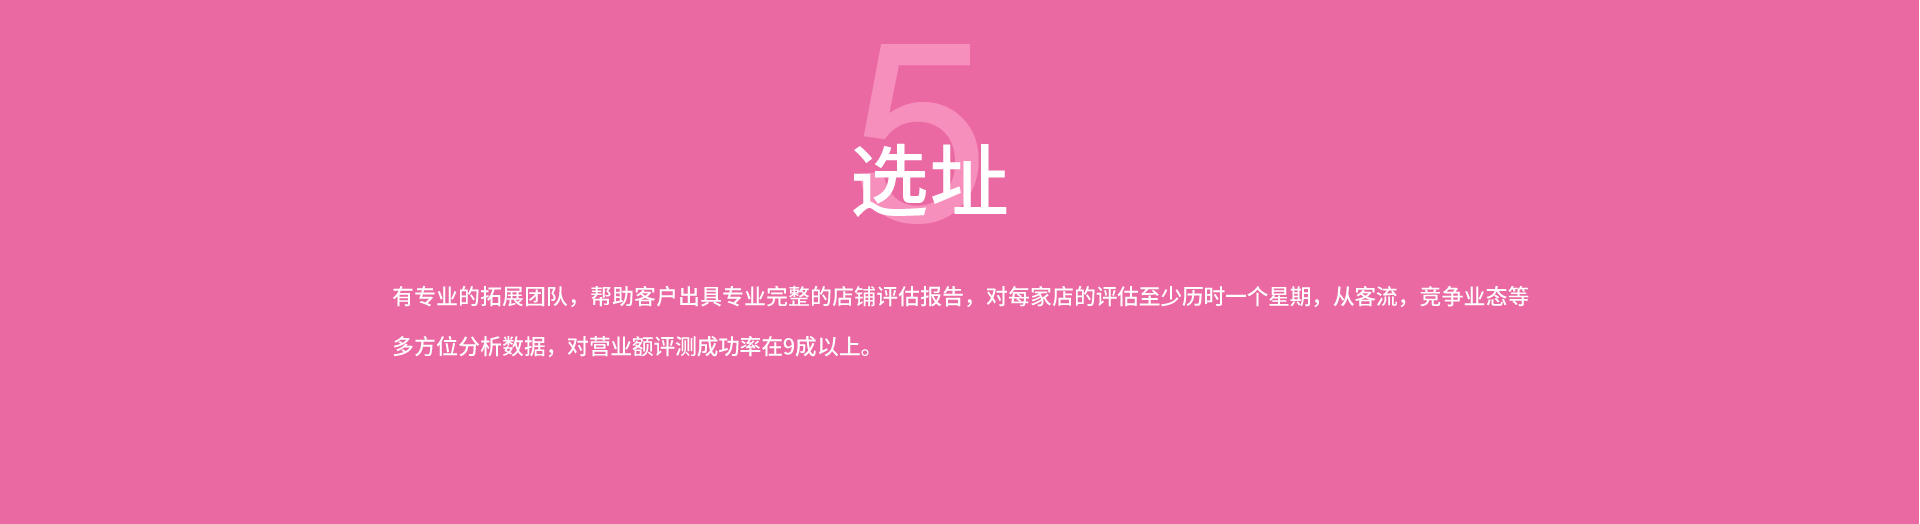 5
选址
有专业的拓展团队，帮助客户出具专业完整的店铺评估报告，对每家店的评估至少历时一个星期，从客流，竞争业态等
多方位分析数据，对营业额评测成功率在9成以上。